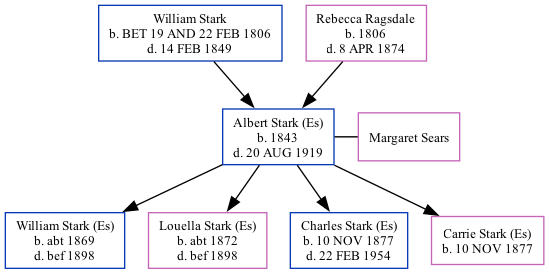 William Stark
b. BET 19 AND 22 FEB 1806
d. 14 FEB 1849
Rebecca Ragsdale
b. 1806
d. 8 APR 1874
Albert Stark (Es)
b. 1843
d. 20 AUG 1919
Margaret Sears
William Stark (Es)
b. abt 1869
d. bef 1898
Louella Stark (Es)
b. abt 1872
d. bef 1898
Charles Stark (Es)
b. 10 NOV 1877
d. 22 FEB 1954
Carrie Stark (Es)
b. 10 NOV 1877